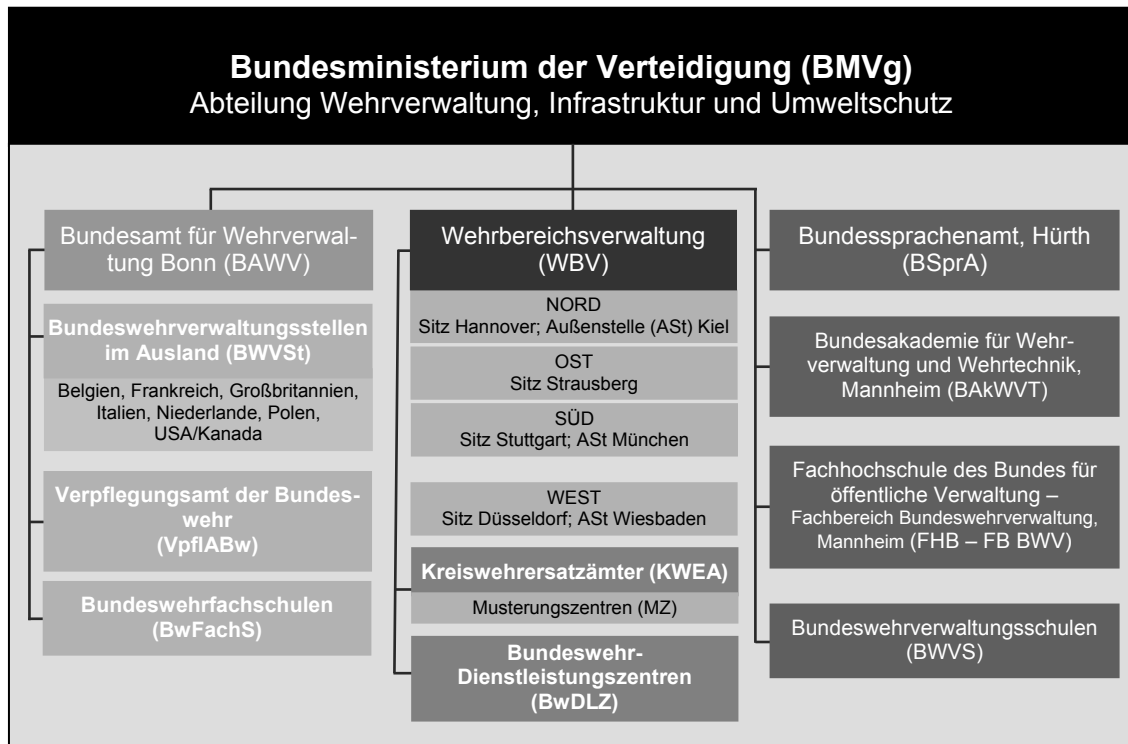 Bundesministerium der Verteidigung (BMVg)
Abteilung Wehrverwaltung, Infrastruktur und Umweltschutz
Bundesamt für Wehrverwal-
tung Bonn (BAWV)
Bundeswehrverwaltungsstellen
im Ausland (BWVSt)
Belgien, Frankreich, Großbritannien,
Italien, Niederlande, Polen,
USA/Kanada
Verpflegungsamt der Bundes-
wehr
(VpflABw)
Bundeswehrfachschulen
(BwFachS)
Wehrbereichsverwaltung
(WBV)
NORD
Sitz Hannover; Außenstelle (ASt) Kiel
OST
Sitz Strausberg
SÜD
Sitz Stuttgart; ASt München
WEST
Sitz Düsseldorf; ASt Wiesbaden
Kreiswehrersatzämter (KWEA)
Musterungszentren (MZ)
Bundeswehr-
Dienstleistungszentren
(BwDLZ)
Bundessprachenamt, Hürth
(BSprA)
Bundesakademie für Wehr-
verwaltung und Wehrtechnik,
Mannheim (BAkWVT)
Fachhochschule des Bundes für
öffentliche Verwaltung –
Fachbereich Bundeswehrverwaltung,
Mannheim (FHB – FB BWV)
Bundeswehrverwaltungsschulen
(BWVS)